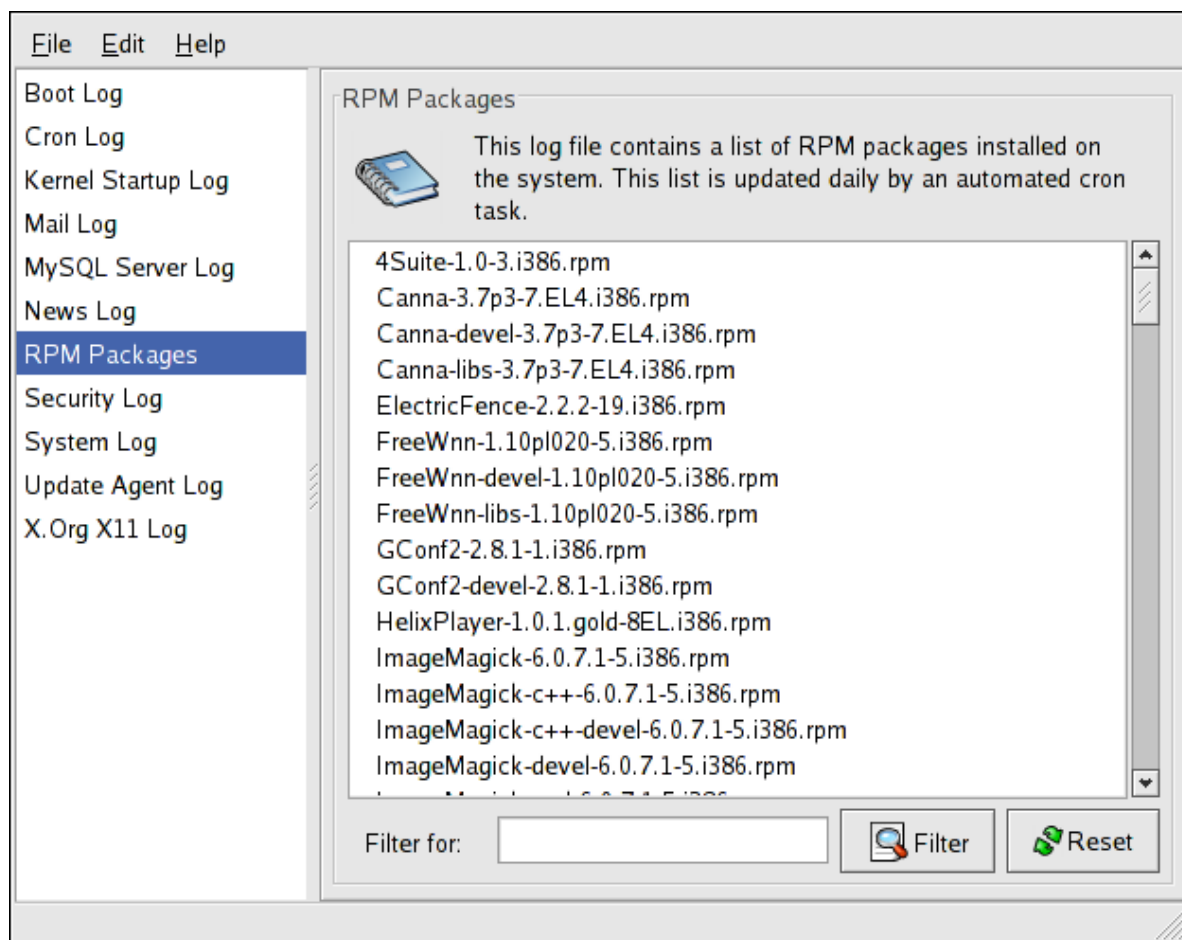 File Edit Help
Boot Log
Cron Log
Kernel Startup Log
Mail Log
MySQL Server Log
News Log
RPM Packages
Security Log
System Log
Update Agent Log
X.Org X11 Log
RPM Packages
This log file contains a list of RPM packages installed on
the system. This list is updated daily by an automated cron
task.
4Suite-1.0-3.i386.rpm
Canna-3.7p3-7.EL4.i386.rpm
Canna-devel-3.7p3-7.EL4.i386.rpm
Canna-libs-3.7p3-7.EL4.i386.rpm
ElectricFence-2.2.2-19.i386.rpm
FreeWnn-1.10pl020-5.i386.rpm
FreeWnn-devel-1.10pl020-5.i386.rpm
FreeWnn-libs-1.10pl020-5.i386.rpm
GConf2-2.8.1-1.i386.rpm
GConf2-devel-2.8.1-1.i386.rpm
HelixPlayer-1.0.1.gold-8EL.i386.rpm
ImageMagick-6.0.7.1-5.i386.rpm
ImageMagick-c++-6.0.7.1-5.i386.rpm
ImageMagick-c++-devel-6.0.7.1-5.i386.rpm
ImageMagick-devel-6.0.7.1-5.i386.rpm
Filter for: Filter Reset